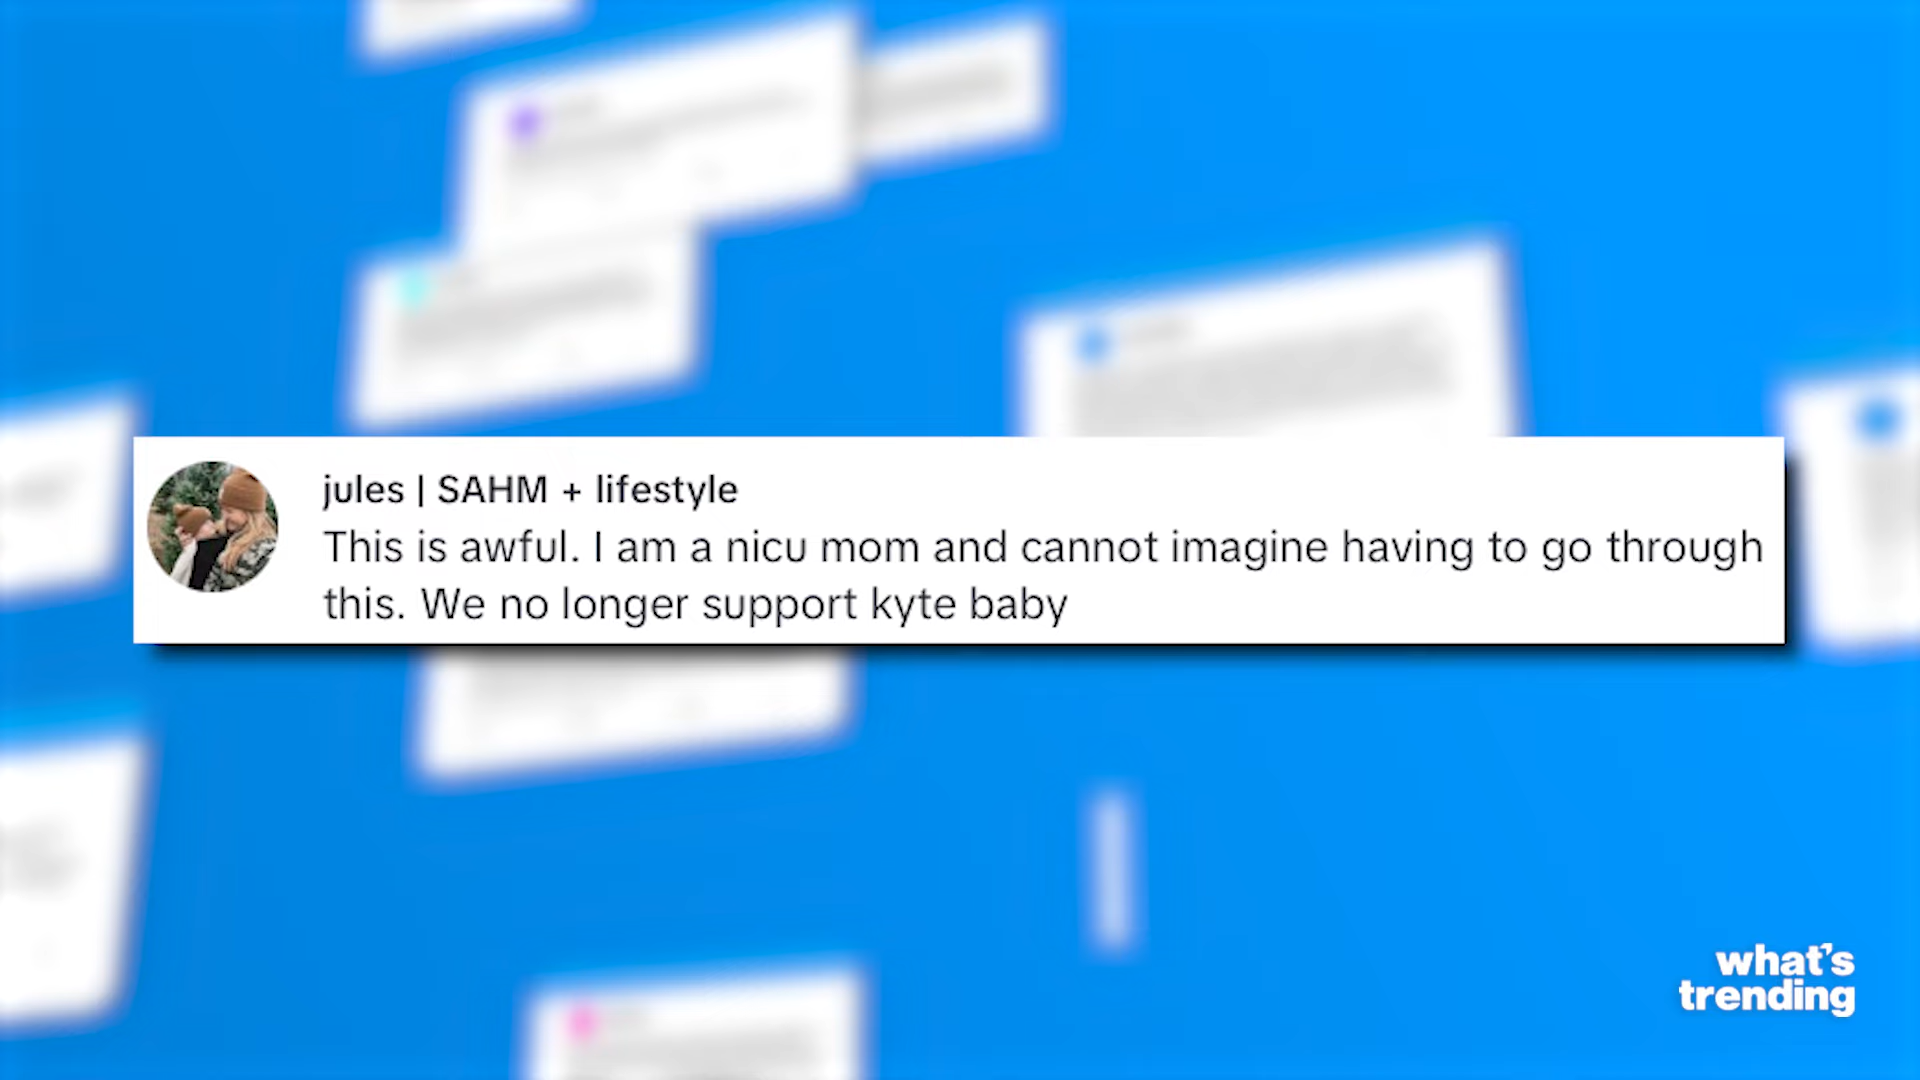 jules | SAHM + lifestyle
This is awful. I am a nicu mom and cannot imagine having to go through
this. We no longer support kyte baby
what's
trending